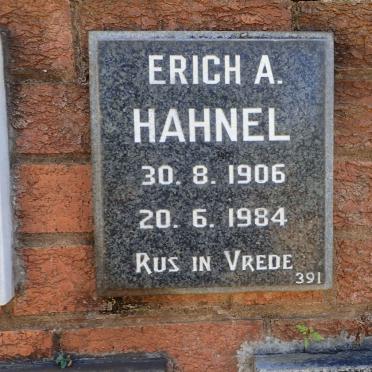 ERICH A.
HAHNEL
30. 8. 1906
20. 6. 1984
RUS IN VREDE
391